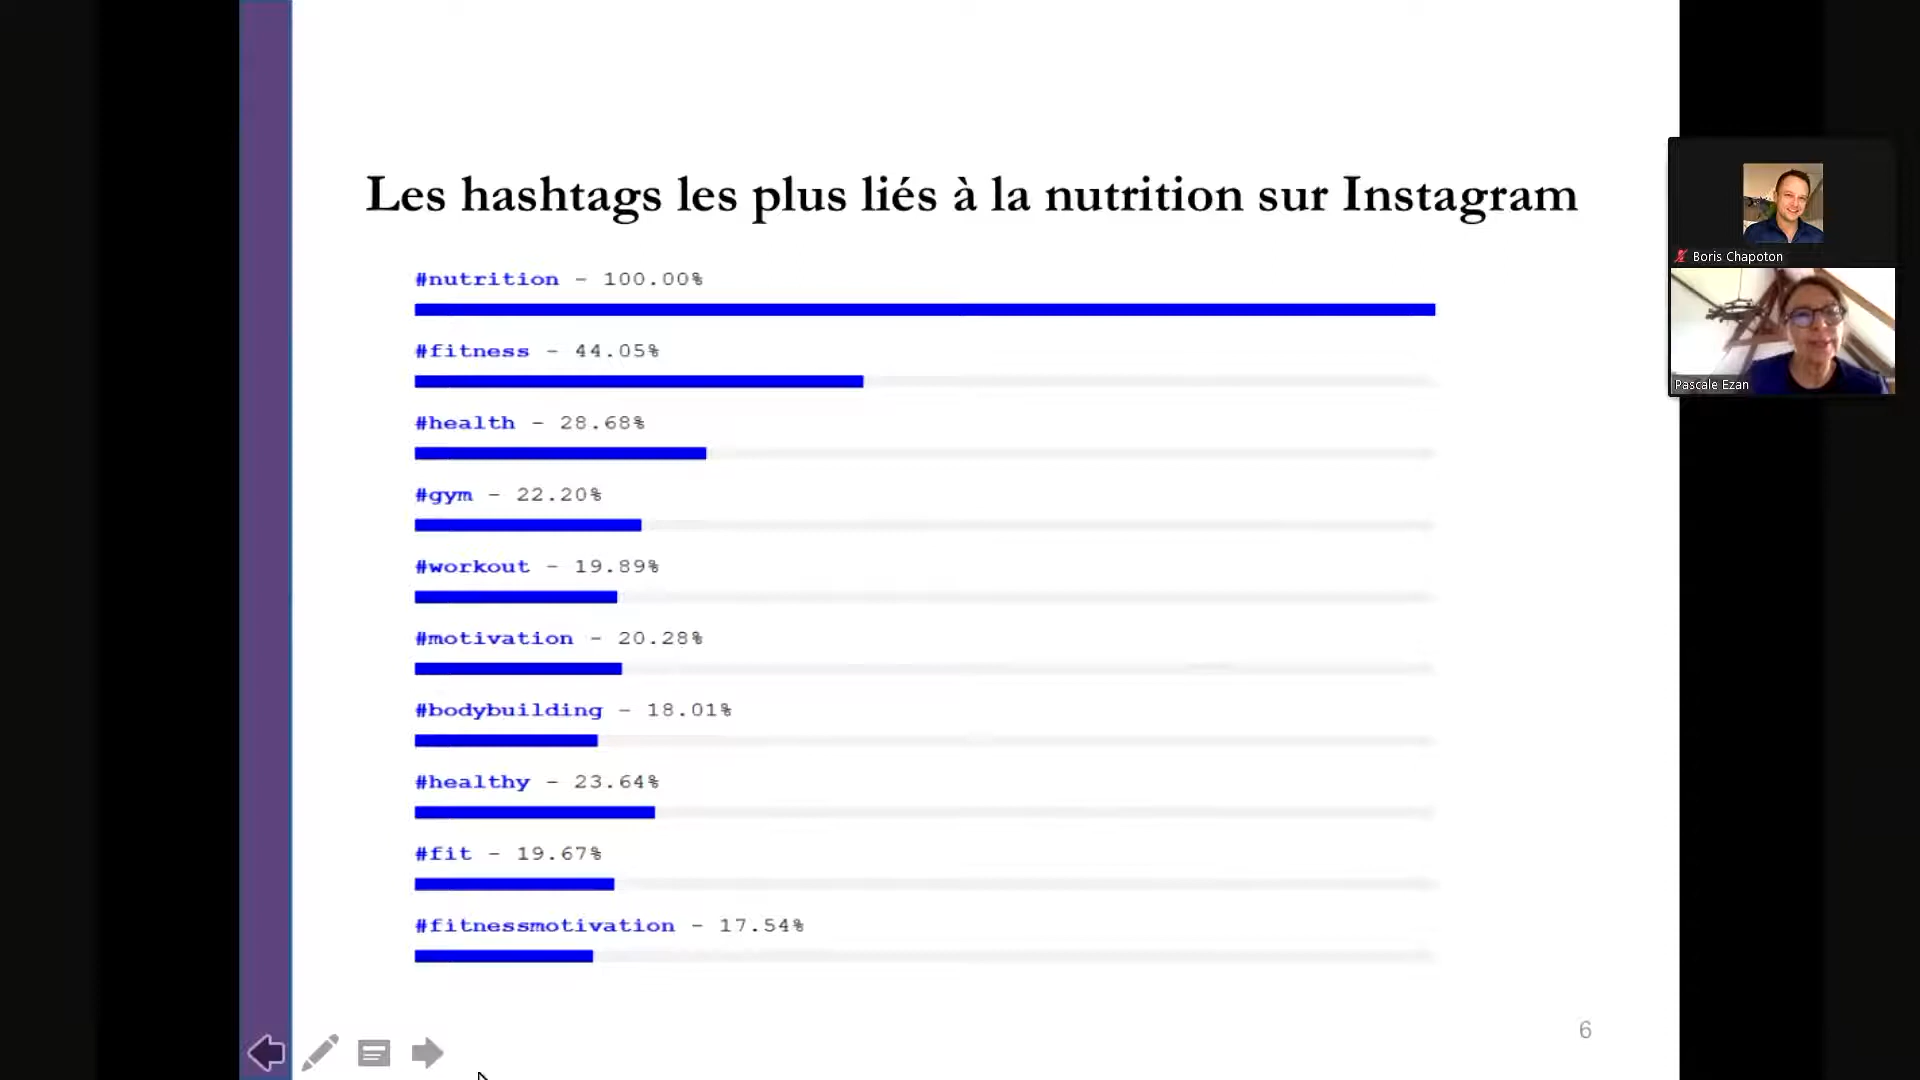 Les hashtags les plus liés à la nutrition sur Instagram
#nutrition - 100.00%
#fitness - 44.05%
#health - 28.68%
#gym - 22.20%
#workout - 19.89%
#motivation - 20.28%
#bodybuilding - 18.01%
#healthy - 23.64%
#fit - 19.67%
#fitnessmotivation - 17.54%
6
Boris Chapoton
Pascale Ezan